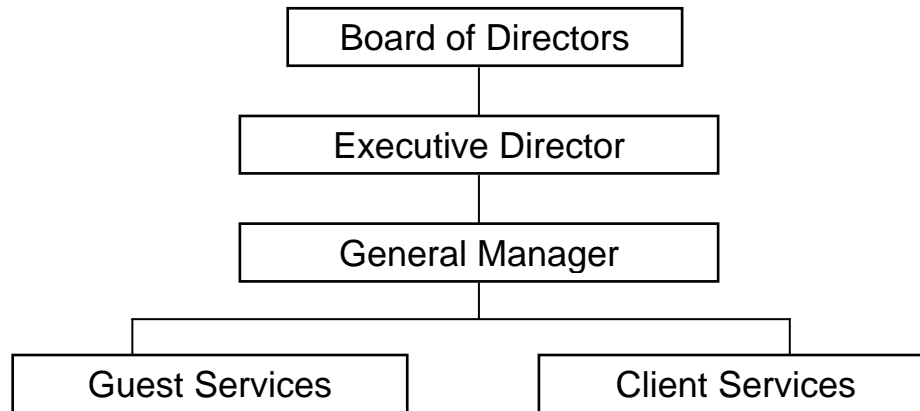 Board of Directors
Executive Director
General Manager
Guest Services
Client Services